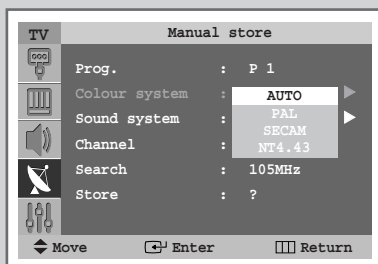 TV Manual store
Prog. : P 1
Colour system : AUTO
PAL
Sound system :
SECAM
Channel : NT4.43
Search : 105MHz
Store : ?
Move Enter Return